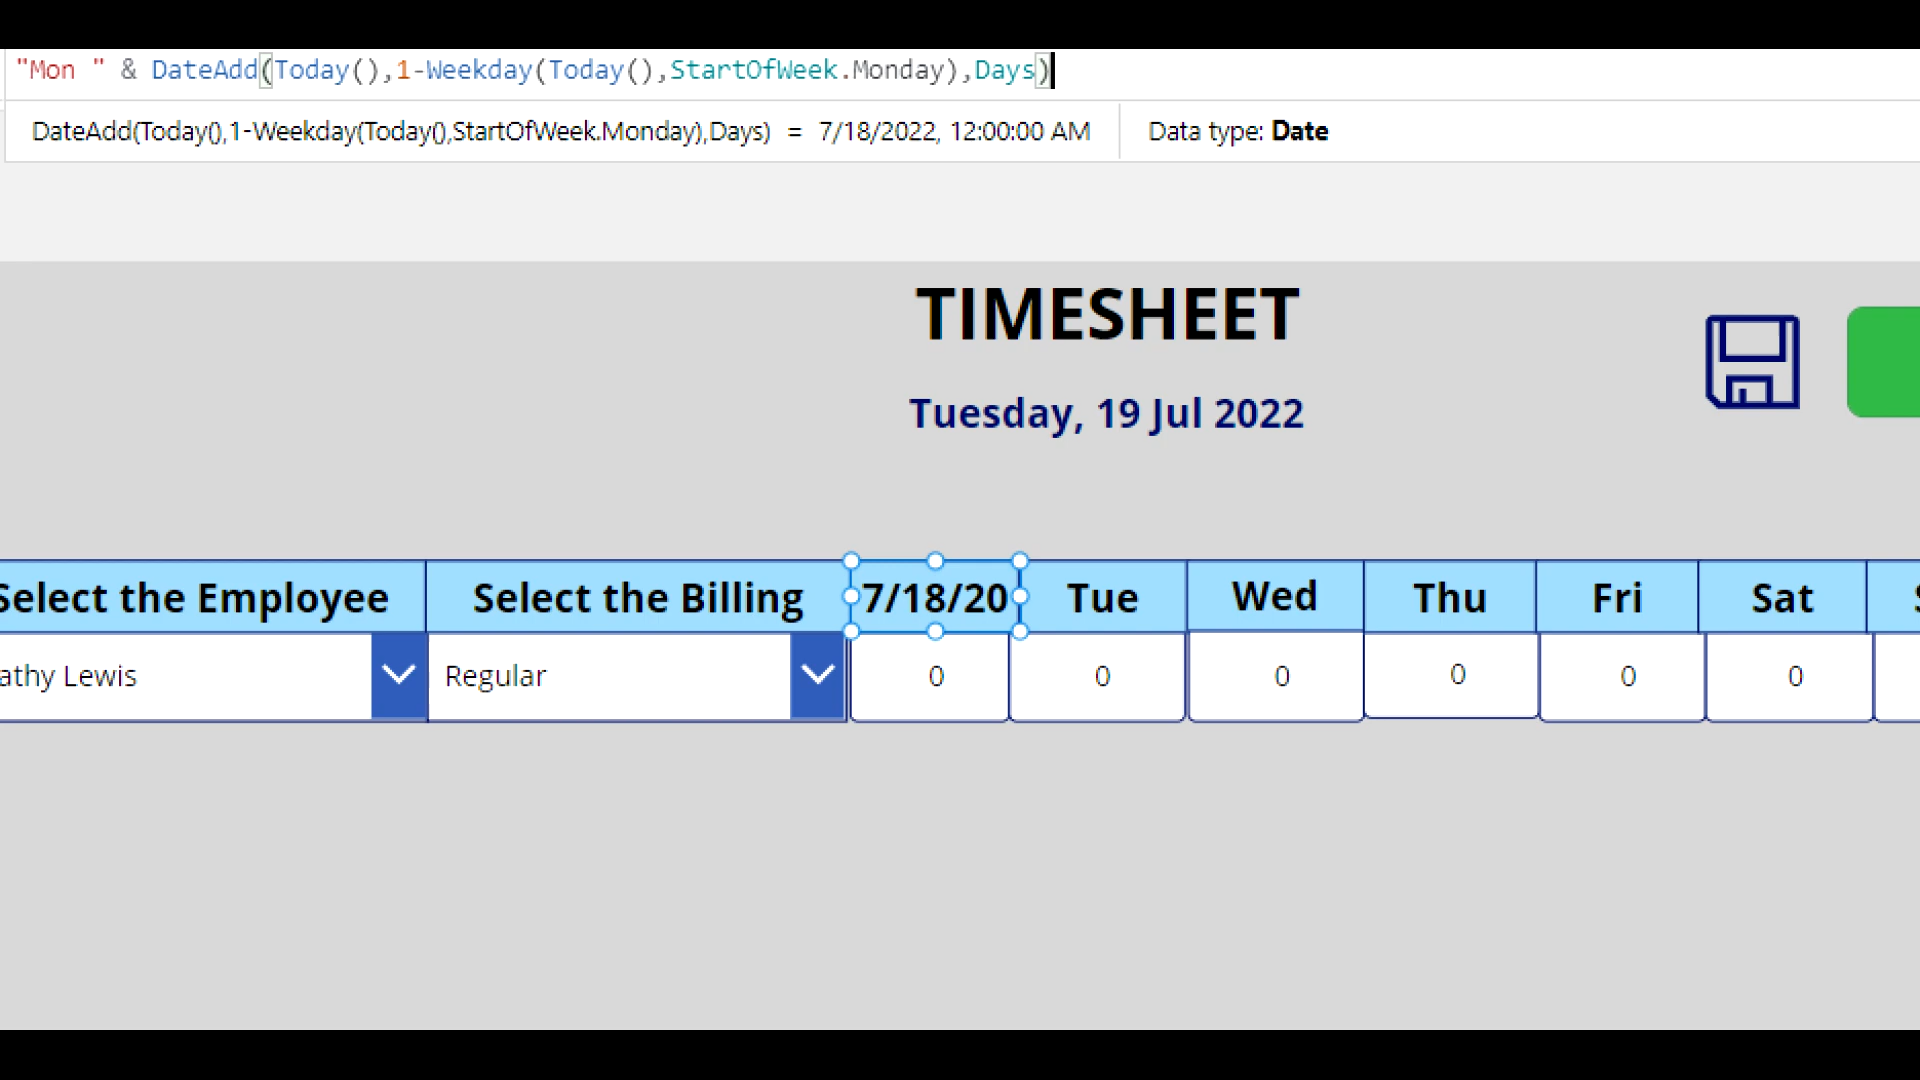 "Mon " & DateAdd(Today(),1-Weekday(Today(),StartOfWeek.Monday),Days)
DateAdd(Today(),1-Weekday(Today(),StartOfWeek.Monday),Days) = 7/18/2022, 12:00:00 AM Data type: Date
TIMESHEET
Tuesday, 19 Jul 2022
Select the Employee Select the Billing 7/18/20 Tue Wed Thu Fri Sat
athy Lewis Regular 0 0 0 0 0 0